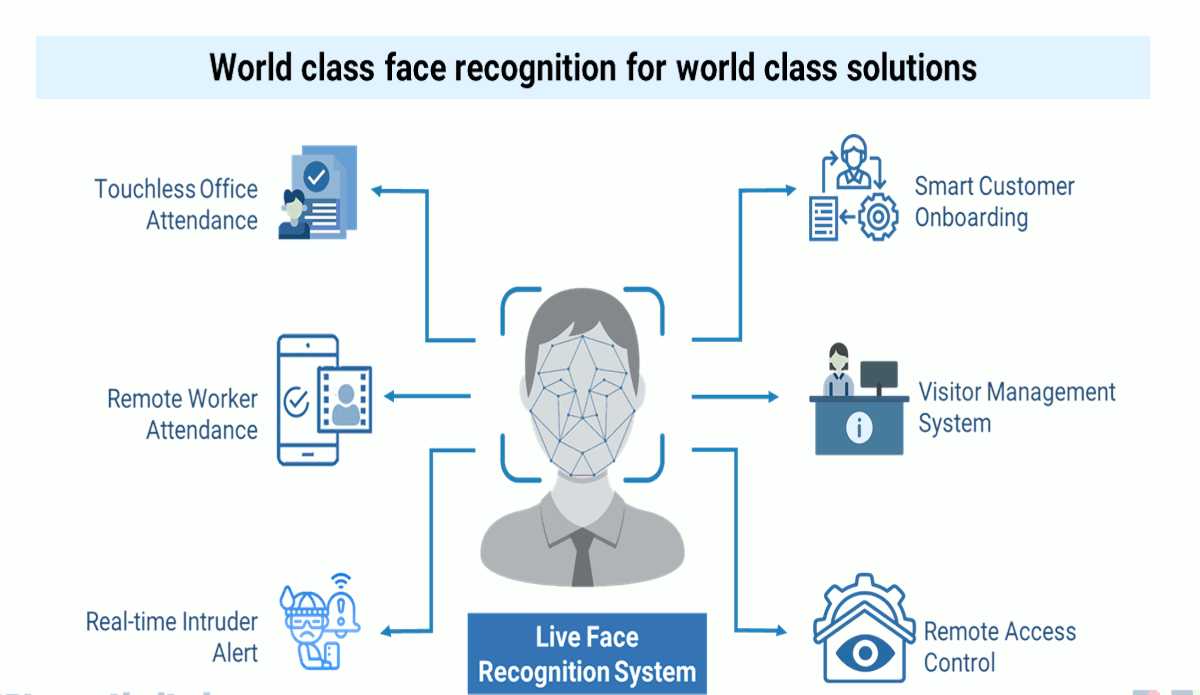 World class face recognition for world class solutions
Touchless Office
Attendance
Smart Customer
Onboarding
Remote Worker
Attendance
Visitor Management
System
Real-time Intruder
Alert
Live Face
Recognition System
Remote Access
Control